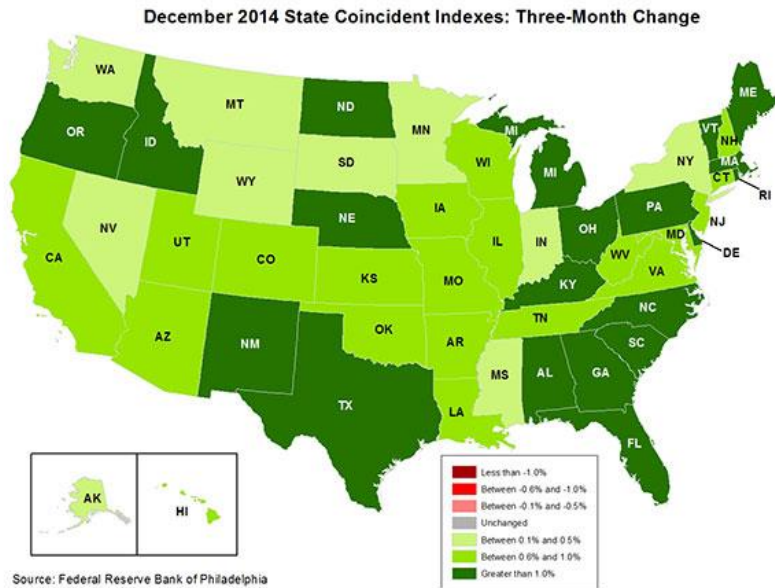 December 2014 State Coincident Indexes: Three-Month Change
WA
MT
ND
MN
ME
OR
ID
SD
WY
WI
MI
MI
VT
NH
NY
MA
CT
RI
NV
UT
CA
CO
NE
IA
IL
IN
OH
PA
NJ
MD
DE
WV
VA
KS
MO
KY
AZ
NM
OK
AR
TN
NC
SC
TX
LA
MS
AL
GA
FL
AK
HI
Less than -1.0%
Between -0.6% and -1.0%
Between -0.1% and -0.5%
Unchanged
Between 0.1% and 0.5%
Between 0.6% and 1.0%
Greater than 1.0%
Source: Federal Reserve Bank of Philadelphia